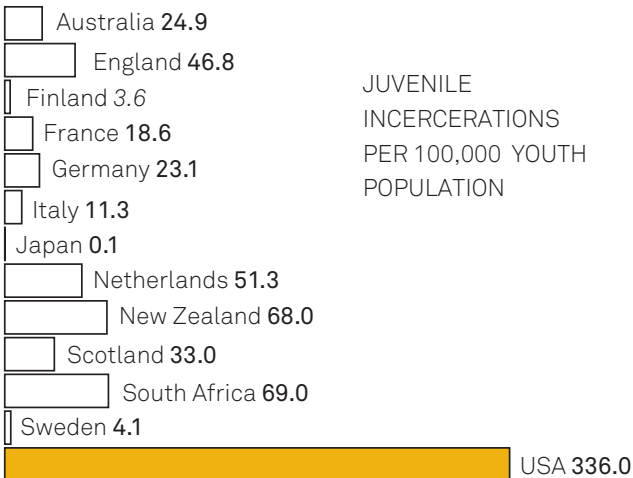 Australia 24.9
England 46.8
Finland 3.6
France 18.6
Germany 23.1
Italy 11.3
Japan 0.1
Netherlands 51.3
New Zealand 68.0
Scotland 33.0
South Africa 69.0
Sweden 4.1
USA 336.0
JUVENILE
INCERCERATIONS
PER 100,000 YOUTH
POPULATION